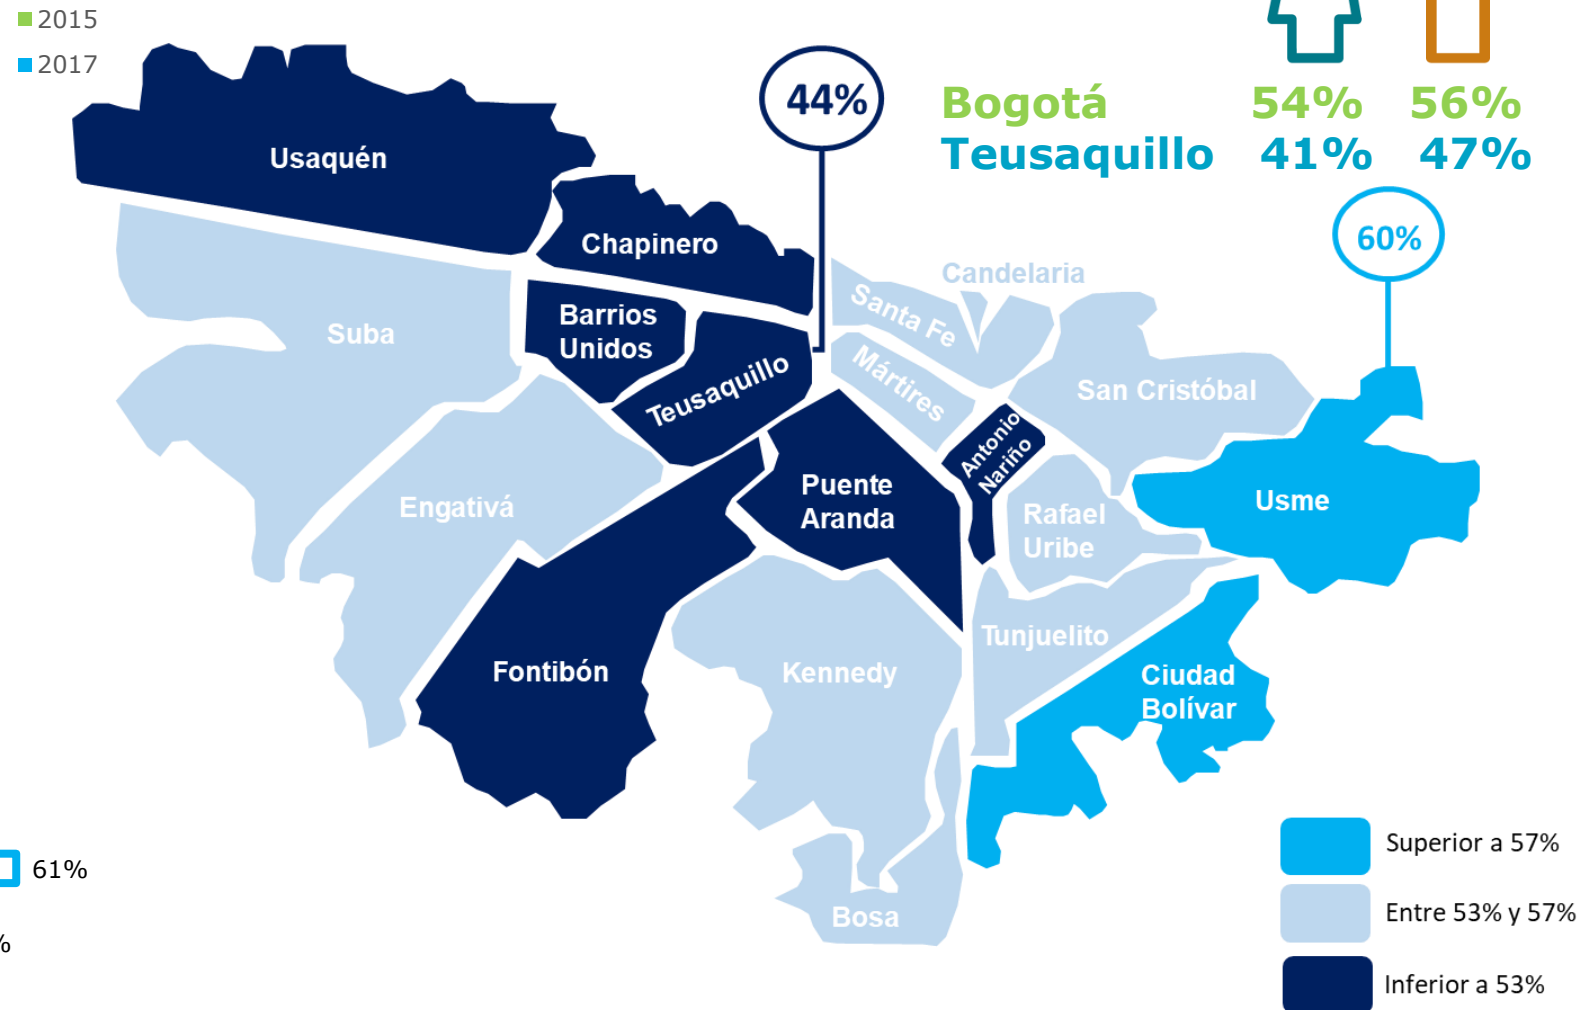 2015
2017
44%
Bogotá 54% 56%
Teusaquillo 41% 47%
Usaquén
60%
Chapinero
Candelaria
Santa Fe
Barrios
Unidos
Suba
Teusaquillo
Mártires
San Cristóbal
Antonio
Nariño
Engativá
Puente
Aranda
Usme
Rafael
Uribe
Tunjuelito
Fontibón
Kennedy
Ciudad
Bolívar
Superior a 57%
61%
Entre 53% y 57%
Bosa
%
Inferior a 53%